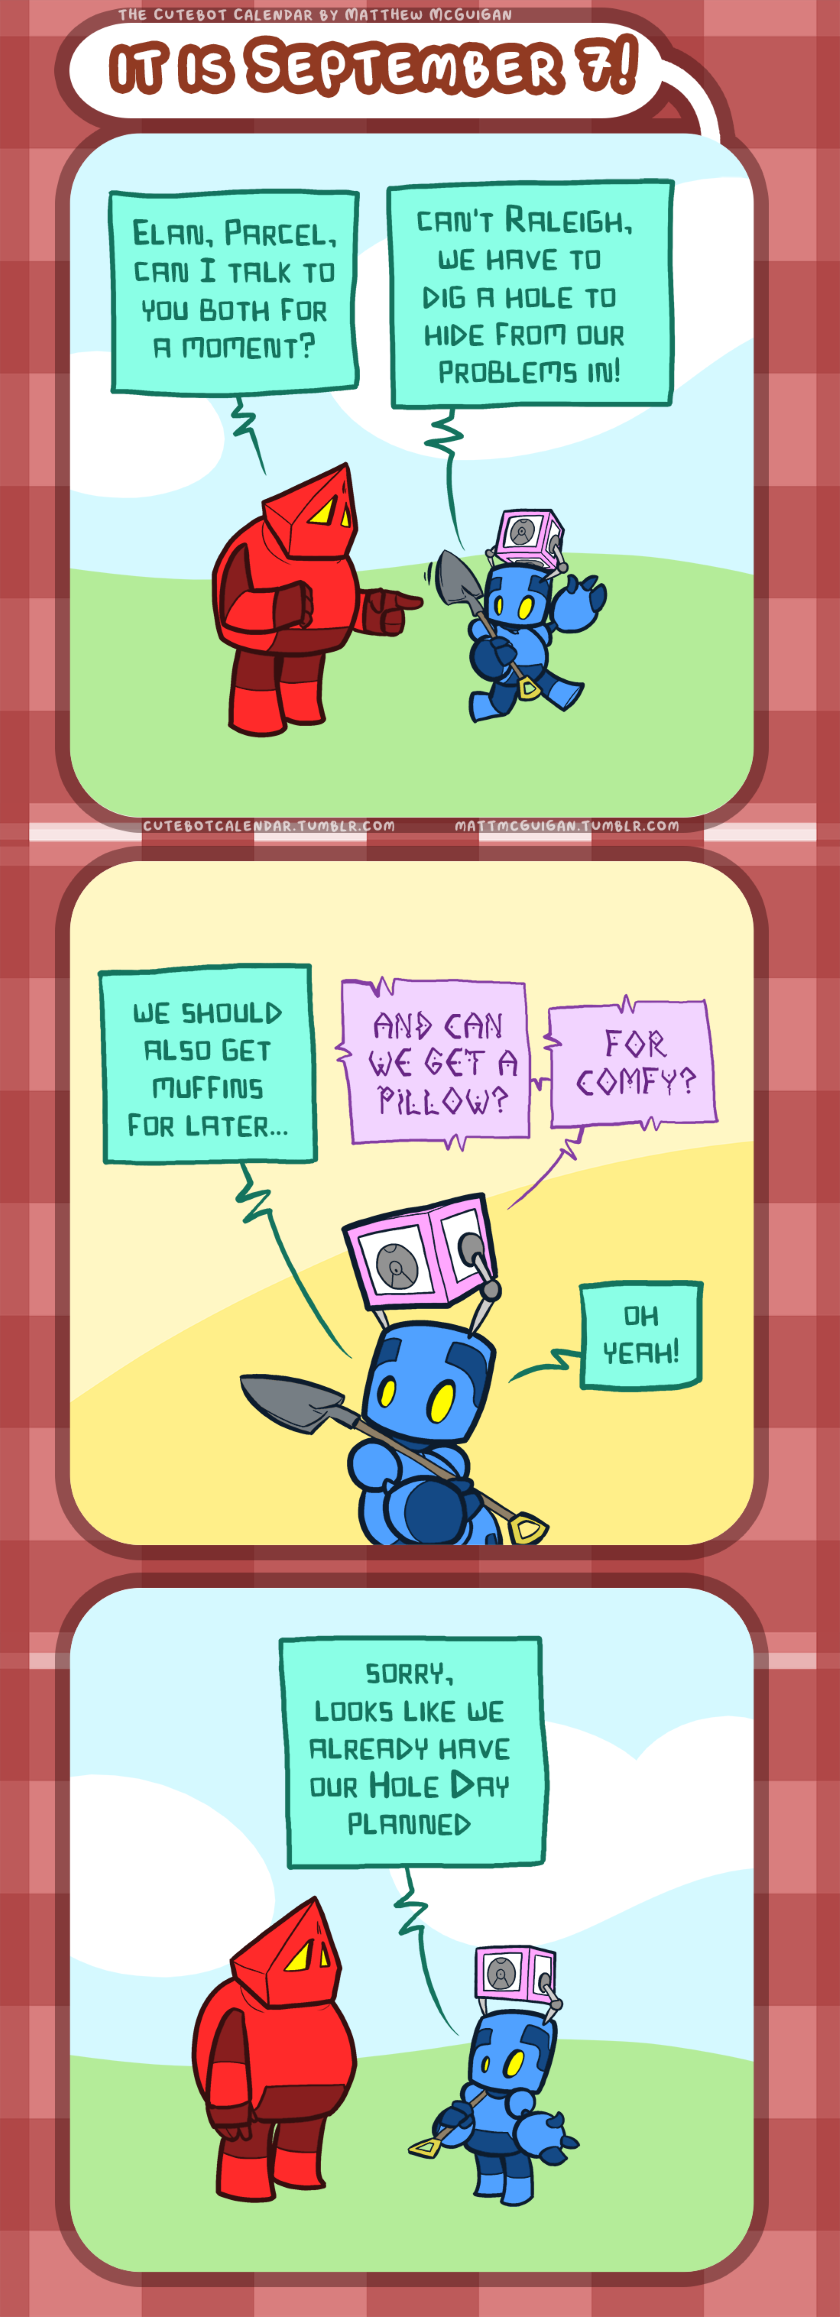 THE CUTEBOT CALENDAR BY MATTHEW MCGUIGAN
IT IS SEPTEMBER 7!
ELAN, PARCEL,
CAN I TALK TO
YOU BOTH FOR
A MOMENT?
CAN'T RALEIGH,
WE HAVE TO
DIG A HOLE TO
HIDE FROM OUR
PROBLEMS IN!
CUTEBOTCALENDAR.TUMBLR.COM
MATTMCGUIGAN.TUMBLR.COM
WE SHOULD
ALSO GET
MUFFINS
FOR LATER...
AND CAN
WE GET A
PILLOW?
FOR
COMFY?
OH
YEAH!
SORRY,
LOOKS LIKE WE
ALREADY HAVE
OUR HOLE DAY
PLANNED